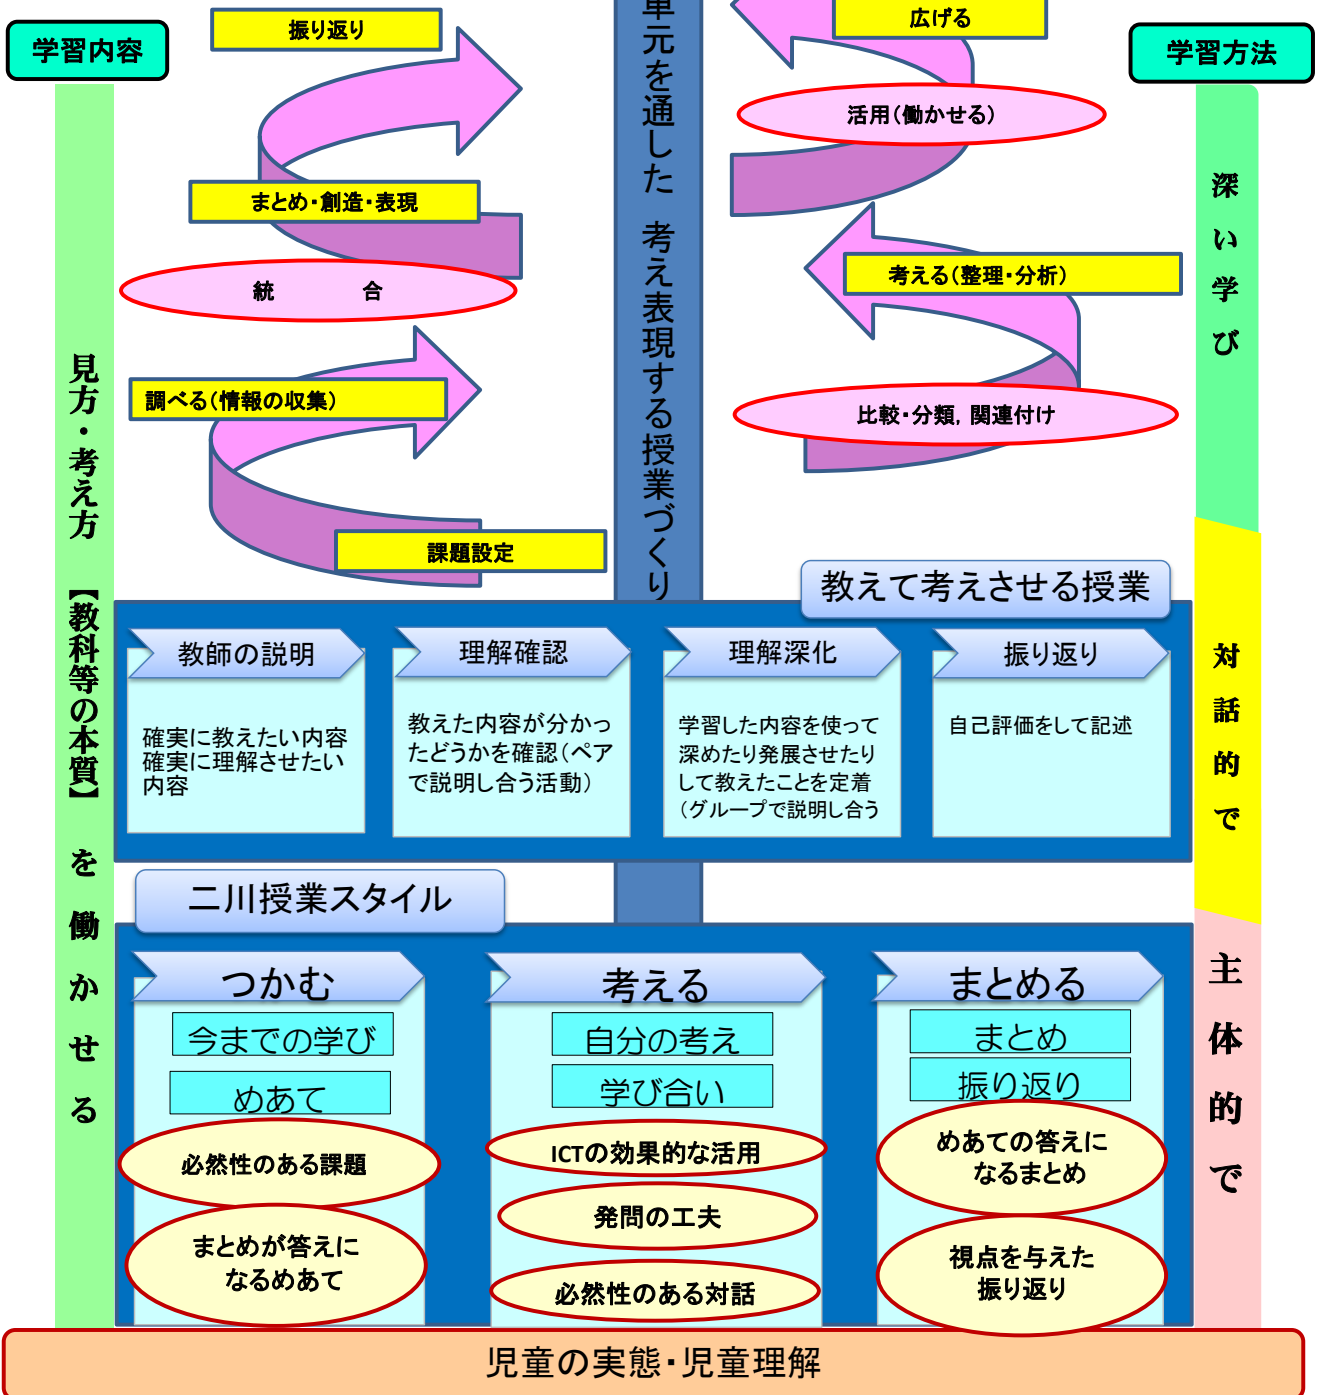 学習内容
見方・考え方 【教科等の本質】 を働かせる
振り返り
まとめ・創造・表現
統 合
調べる（情報の収集）
課題設定
単元を通した 考え表現する授業づくり
広げる
活用（働かせる）
考える（整理・分析）
比較・分類，関連付け
学習方法
深い学び
対話的で
主体的で
教えて考えさせる授業
教師の説明
確実に教えたい内容
確実に理解させたい
内容
理解確認
教えた内容が分かっ
たどうかを確認（ペア
で説明し合う活動）
理解深化
学習した内容を使って
深めたり発展させたり
して教えたことを定着
（グループで説明し合う
振り返り
自己評価をして記述
二川授業スタイル
つかむ
今までの学び
めあて
必然性のある課題
まとめが答えに
なるめあて
考える
自分の考え
学び合い
ICTの効果的な活用
発問の工夫
必然性のある対話
まとめる
まとめ
振り返り
めあての答えに
なるまとめ
視点を与えた
振り返り
児童の実態・児童理解